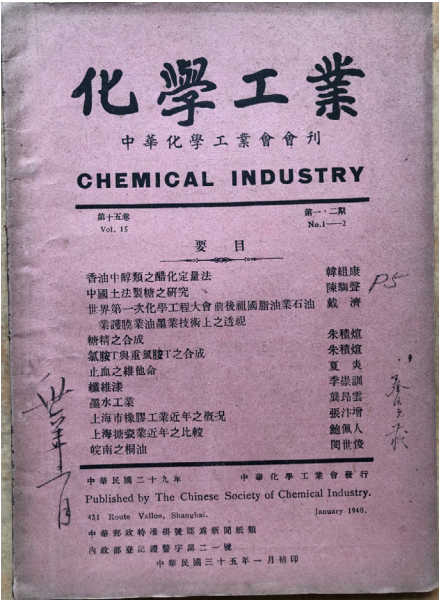 化學工業
中華化學工業會會刊
CHEMICAL INDUSTRY
第十五卷 第一，二期
Vol. 15 No.1—2
要目
香油中醇類之醋化定量法 韓組康
中國土法製糖之研究 陳騊聲
世界第一次化學工程大會前後祖國脂油業石油 戴濟
業護膜業油墨業技術上之透視
糖精之合成 朱積煊
氯胺T與重氯胺T之合成 朱積煊
止血之維他命 夏炎
纖維漆 季崇訓
墨水工業 龔昂雲
上海市橡膠工業近年之概況 張汴增
上海搪瓷業近年之比較 鮑佩人
皖南之桐油 閔世俊
P5
中華民國二十九年 中華化學工業會發行
Published by The Chinese Society of Chemical Industry.
431 Route Vallon, Shanghai. January 1940.
中華郵政特准掛號認爲新聞紙類
內政部登記證警字第二一號
中華民國三十五年一月補印